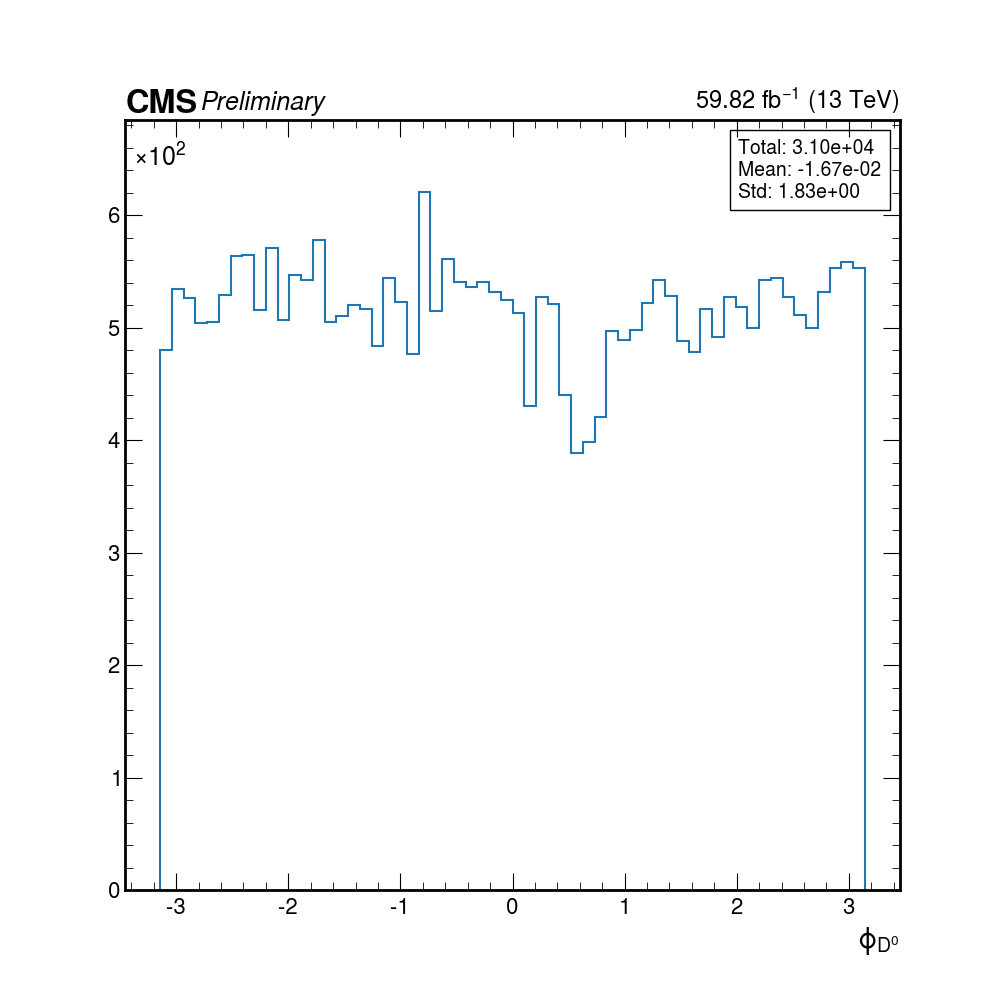 CMS Preliminary
59.82 fb⁻¹ (13 TeV)
×10²
Total: 3.10e+04
Mean: -1.67e-02
Std: 1.83e+00
6
5
4
3
2
1
0
-3 -2 -1 0 1 2 3
ϕD⁰